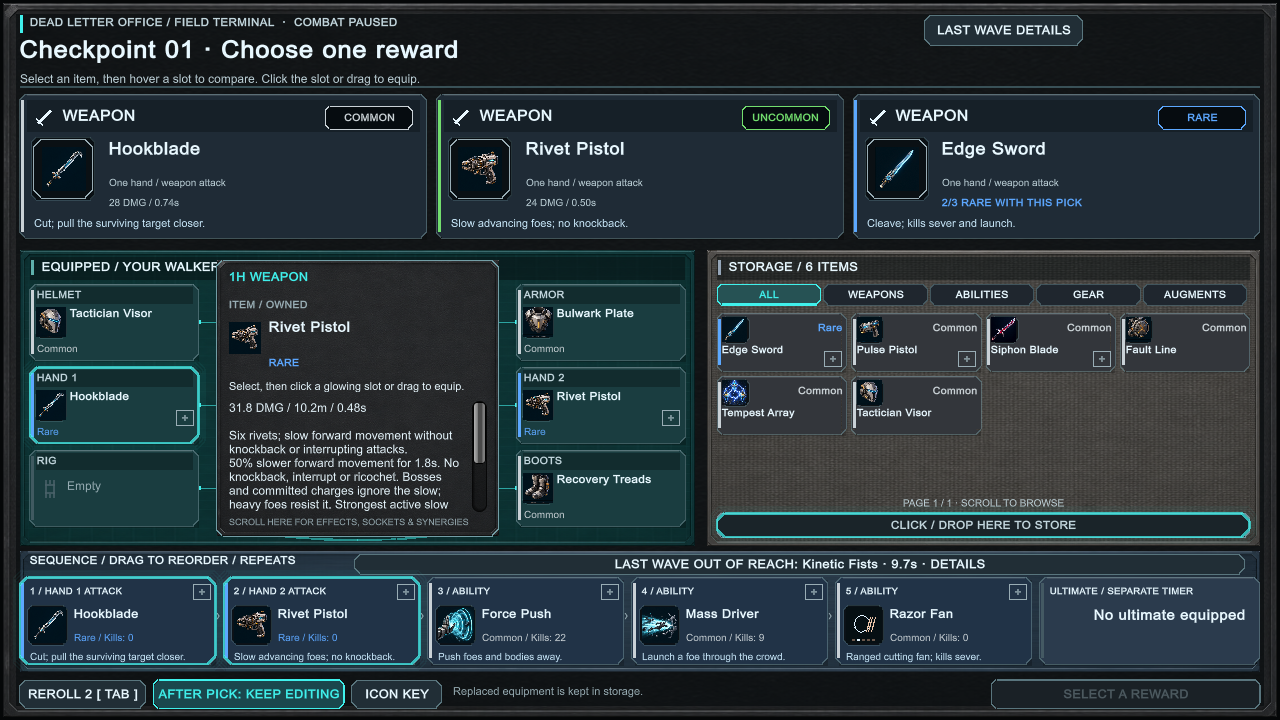 DEAD LETTER OFFICE / FIELD TERMINAL · COMBAT PAUSED
LAST WAVE DETAILS
Checkpoint 01 · Choose one reward
Select an item, then hover a slot to compare. Click the slot or drag to equip.
WEAPON
COMMON
Hookblade
One hand / weapon attack
28 DMG / 0.74s
Cut; pull the surviving target closer.
WEAPON
UNCOMMON
Rivet Pistol
One hand / weapon attack
24 DMG / 0.50s
Slow advancing foes; no knockback.
WEAPON
RARE
Edge Sword
One hand / weapon attack
2/3 RARE WITH THIS PICK
Cleave; kills sever and launch.
EQUIPPED / YOUR WALKER
HELMET
Tactician Visor
Common
HAND 1
Hookblade
+
Rare
RIG
Empty
1H WEAPON
ITEM / OWNED
Rivet Pistol
RARE
Select, then click a glowing slot or drag to equip.
31.8 DMG / 10.2m / 0.48s
Six rivets; slow forward movement without
knockback or interrupting attacks.
50% slower forward movement for 1.8s. No
knockback, interrupt or ricochet. Bosses
and committed charges ignore the slow;
heavy foes resist it. Strongest active slow
SCROLL HERE FOR EFFECTS, SOCKETS & SYNERGIES
ARMOR
Bulwark Plate
Common
HAND 2
Rivet Pistol
+
Rare
BOOTS
Recovery Treads
Common
STORAGE / 6 ITEMS
ALL
WEAPONS
ABILITIES
GEAR
AUGMENTS
Rare
Edge Sword
+
Common
Pulse Pistol
+
Common
Siphon Blade
+
Common
Fault Line
Common
Tempest Array
Common
Tactician Visor
PAGE 1 / 1 · SCROLL TO BROWSE
CLICK / DROP HERE TO STORE
SEQUENCE / DRAG TO REORDER / REPEATS
LAST WAVE OUT OF REACH: Kinetic Fists · 9.7s · DETAILS
1 / HAND 1 ATTACK
+
Hookblade
Rare / Kills: 0
Cut; pull the surviving target closer.
2 / HAND 2 ATTACK
+
Rivet Pistol
Rare / Kills: 0
Slow advancing foes; no knockback.
3 / ABILITY
+
Force Push
Common / Kills: 22
Push foes and bodies away.
4 / ABILITY
+
Mass Driver
Common / Kills: 9
Launch a foe through the crowd.
5 / ABILITY
+
Razor Fan
Common / Kills: 0
Ranged cutting fan; kills sever.
ULTIMATE / SEPARATE TIMER
No ultimate equipped
REROLL 2 [ TAB ]
AFTER PICK: KEEP EDITING
ICON KEY
Replaced equipment is kept in storage.
SELECT A REWARD